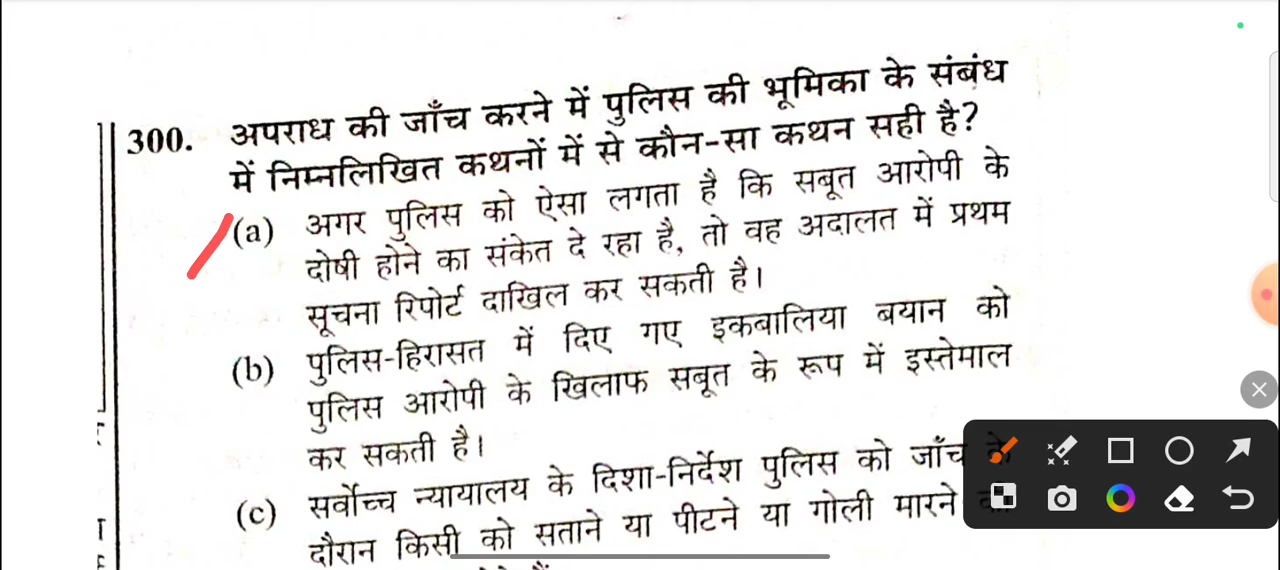 300. अपराध की जाँच करने में पुलिस की भूमिका के संबंध
में निम्नलिखित कथनों में से कौन-सा कथन सही है?
(a) अगर पुलिस को ऐसा लगता है कि सबूत आरोपी के
दोषी होने का संकेत दे रहा है, तो वह अदालत में प्रथम
सूचना रिपोर्ट दाखिल कर सकती है।
(b) पुलिस-हिरासत में दिए गए इकबालिया बयान को
पुलिस आरोपी के खिलाफ सबूत के रूप में इस्तेमाल
कर सकती है।
(c) सर्वोच्च न्यायालय के दिशा-निर्देश पुलिस को जाँच के
दौरान किसी को सताने या पीटने या गोली मारने